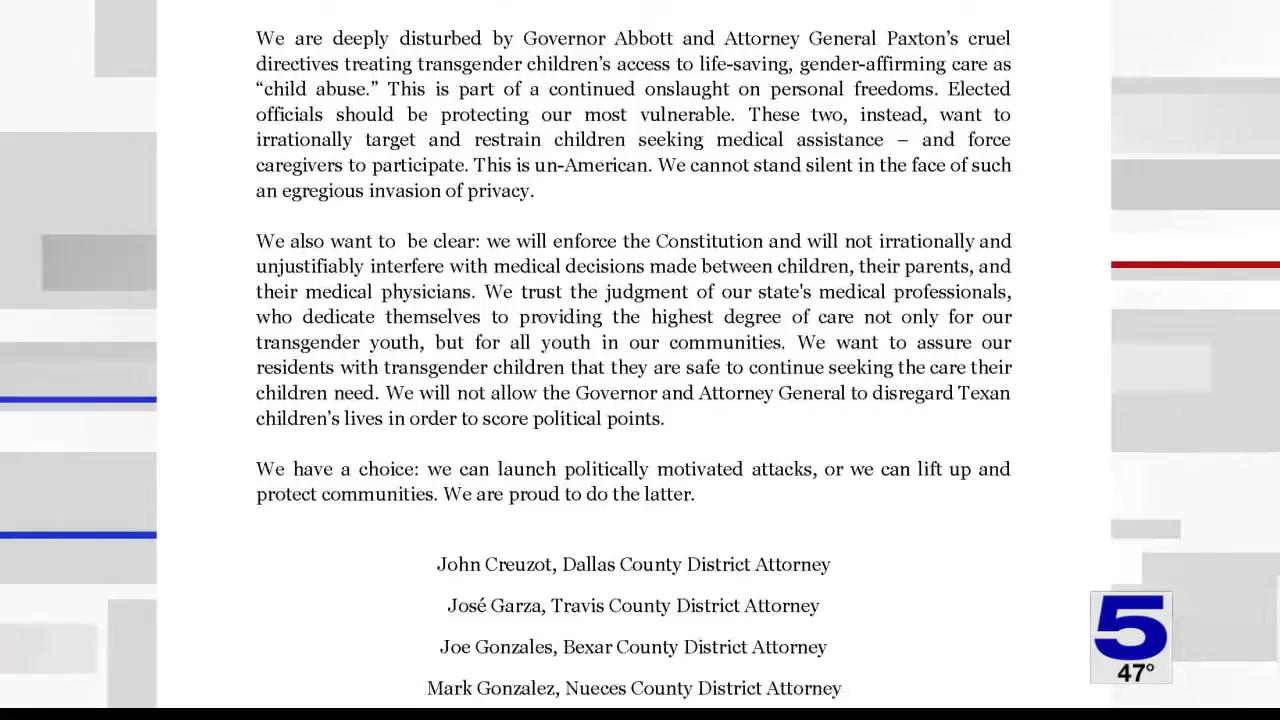 We are deeply disturbed by Governor Abbott and Attorney General Paxton’s cruel
directives treating transgender children’s access to life-saving, gender-affirming care as
“child abuse.” This is part of a continued onslaught on personal freedoms. Elected
officials should be protecting our most vulnerable. These two, instead, want to
irrationally target and restrain children seeking medical assistance – and force
caregivers to participate. This is un-American. We cannot stand silent in the face of such
an egregious invasion of privacy.
We also want to  be clear: we will enforce the Constitution and will not irrationally and
unjustifiably interfere with medical decisions made between children, their parents, and
their medical physicians. We trust the judgment of our state's medical professionals,
who dedicate themselves to providing the highest degree of care not only for our
transgender youth, but for all youth in our communities. We want to assure our
residents with transgender children that they are safe to continue seeking the care their
children need. We will not allow the Governor and Attorney General to disregard Texan
children’s lives in order to score political points.
We have a choice: we can launch politically motivated attacks, or we can lift up and
protect communities. We are proud to do the latter.
John Creuzot, Dallas County District Attorney
José Garza, Travis County District Attorney
Joe Gonzales, Bexar County District Attorney
Mark Gonzalez, Nueces County District Attorney
5
47°